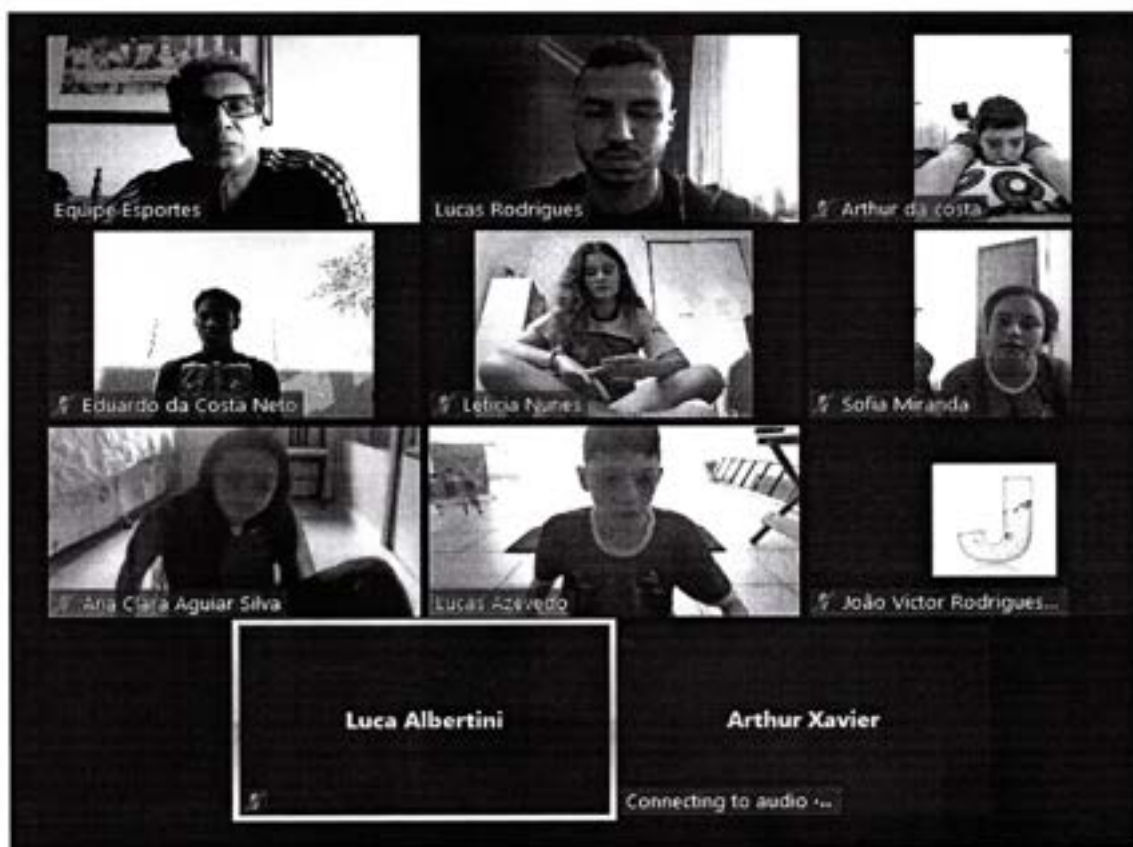 Equipe Esportes
Lucas Rodrigues
Arthur da costa
Eduardo da Costa Neto
Leticia Nunes
Sofia Miranda
Ana Clara Aguiar Silva
Lucas Azevedo
João Victor Rodrigues...
J
Luca Albertini
Arthur Xavier
Connecting to audio ...